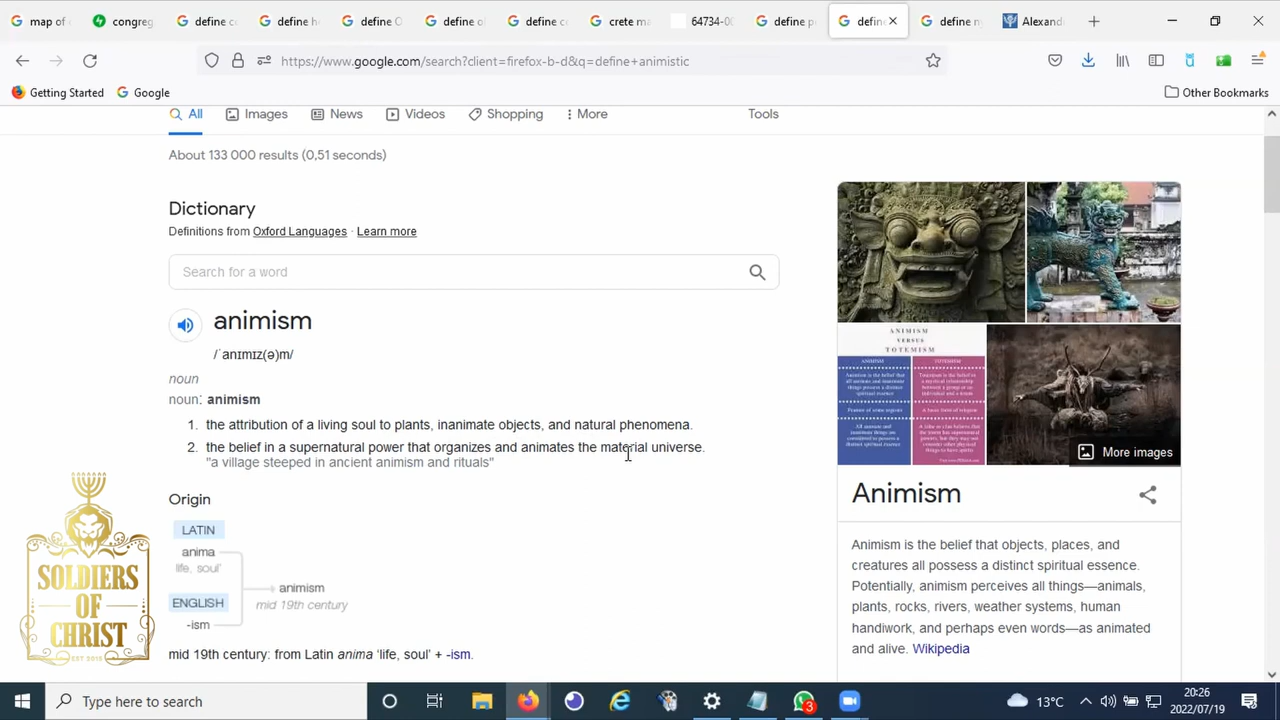 map of
congreg
define c
define he
define O
define ol
define co
crete ma
64734-00
define p
define
define ny
Alexand
https://www.google.com/search?client=firefox-b-d&q=define+animistic
Getting Started
Google
Other Bookmarks
All
Images
News
Videos
Shopping
More
Tools
About 133 000 results (0,51 seconds)
Dictionary
Definitions from Oxford Languages · Learn more
Search for a word
animism
/ˈanɪmɪz(ə)m/
noun
noun: animism
1. the attribution of a living soul to plants, inanimate objects, and natural phenomena.
2. the belief in a supernatural power that organizes and animates the material universe.
"a village steeped in ancient animism and rituals"
Origin
LATIN
anima
life, soul
ENGLISH
-ism
animism
mid 19th century
mid 19th century: from Latin anima ‘life, soul’ + -ism.
ANIMISM
VERSUS
TOTEMISM
More images
Animism
Animism is the belief that objects, places, and
creatures all possess a distinct spiritual essence.
Potentially, animism perceives all things—animals,
plants, rocks, rivers, weather systems, human
handiwork, and perhaps even words—as animated
and alive. Wikipedia
SOLDIERS
OF
CHRIST
Type here to search
3
13°C
20:26
2022/07/19